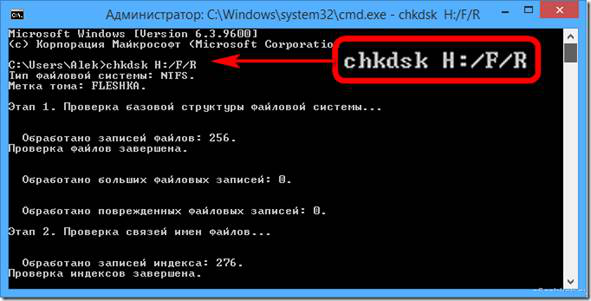 Администратор: C:\Windows\system32\cmd.exe - chkdsk H:/F/R
Microsoft Windows [Version 6.3.9600]
(c) Корпорация Майкрософт (Microsoft Corporatio
C:\Users\Alek>chkdsk H:/F/R
chkdsk H:/F/R
Тип файловой системы: NTFS.
Метка тома: FLESHKA.
Этап 1. Проверка базовой структуры файловой системы...
Обработано записей файлов: 256.
Проверка файлов завершена.
Обработано больших файловых записей: 0.
Обработано поврежденных файловых записей: 0.
Этап 2. Проверка связей имен файлов...
Обработано записей индекса: 276.
Проверка индексов завершена.